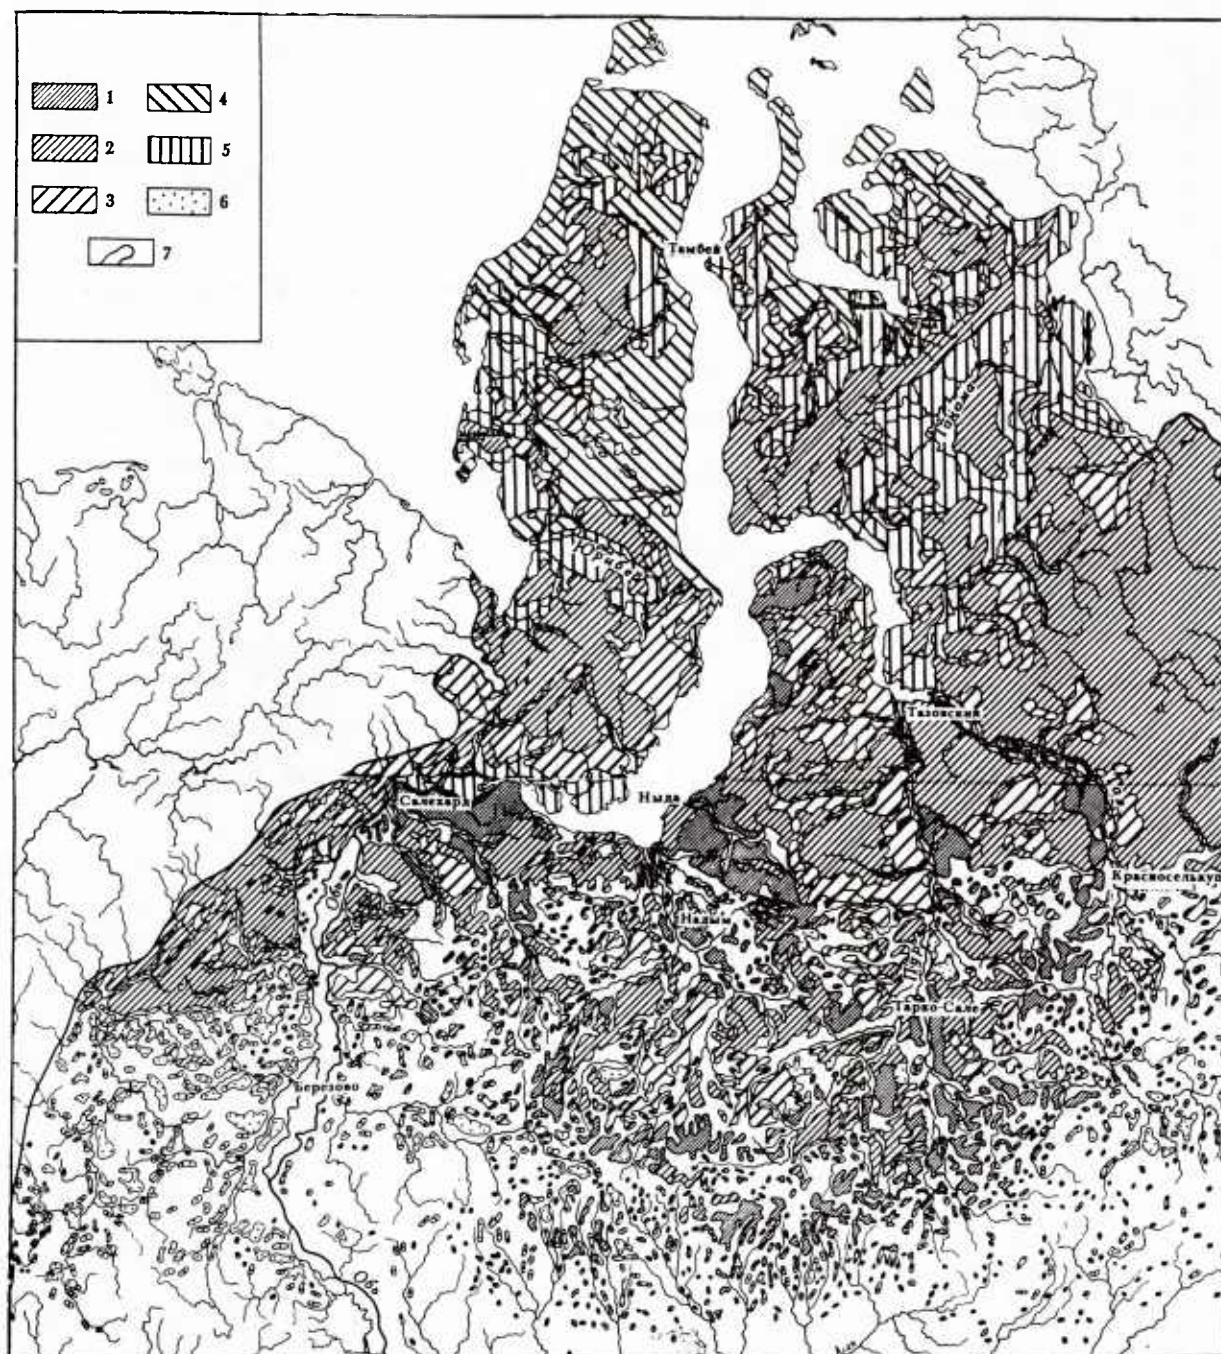 1 4
2 5
3 6
7
Тамбей
Тазовский
Салехард
Ныда
Красноселькуп
Надым
Тарко-Сале
Березово
Обь